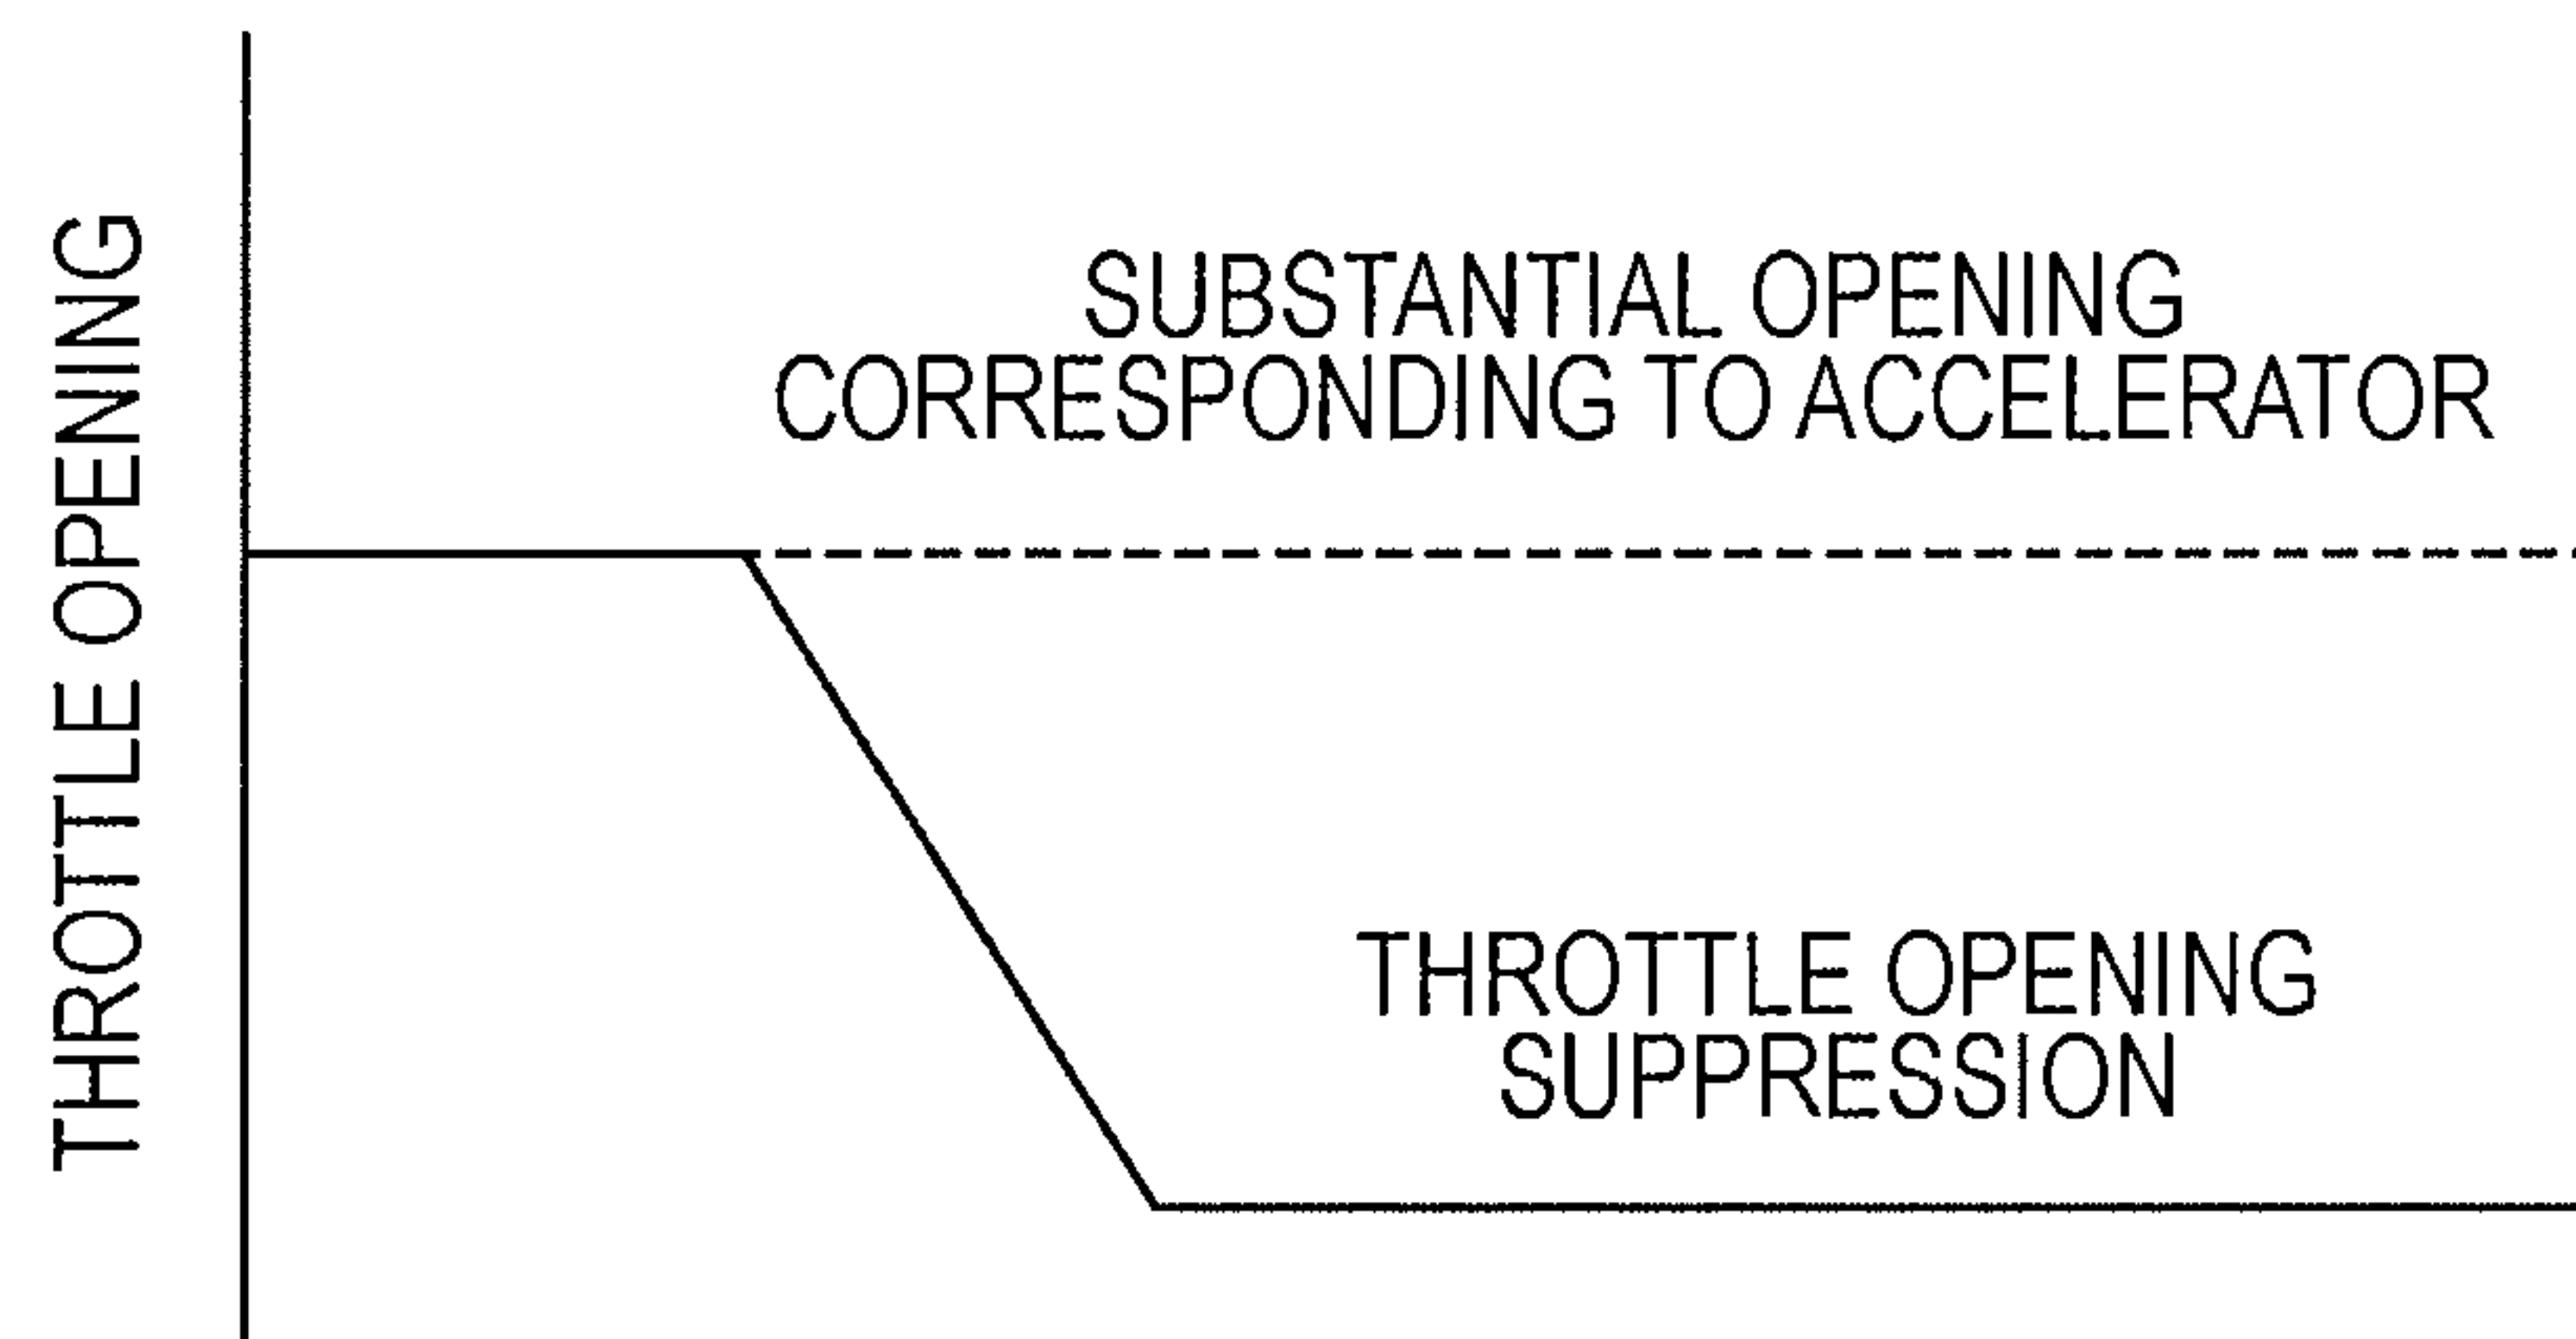 THROTTLE OPENING
SUBSTANTIAL OPENING
CORRESPONDING TO ACCELERATOR
THROTTLE OPENING
SUPPRESSION